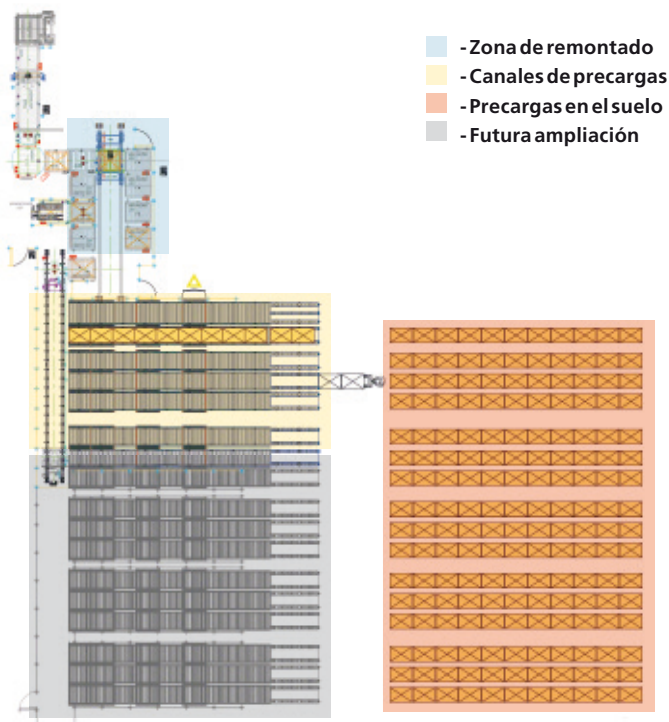 - Zona de remontado
- Canales de precargas
- Precargas en el suelo
- Futura ampliación